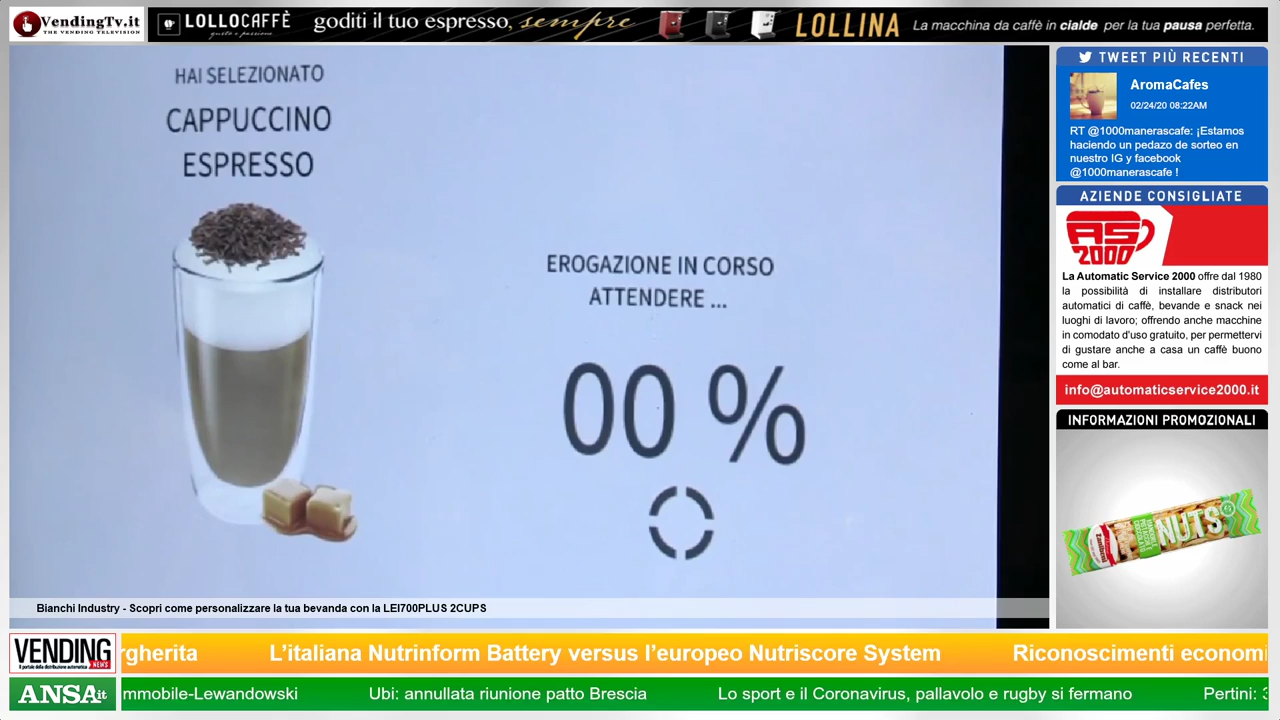 VendingTv.it
THE VENDING TELEVISION
LOLLOCAFFÈ
gusto e passione
goditi il tuo espresso, sempre
LOLLINA
La macchina da caffè in cialde per la tua pausa perfetta.
HAI SELEZIONATO
CAPPUCCINO
ESPRESSO
EROGAZIONE IN CORSO
ATTENDERE ...
00 %
Bianchi Industry - Scopri come personalizzare la tua bevanda con la LEI700PLUS 2CUPS
TWEET PIÙ RECENTI
AromaCafes
02/24/20 08:22AM
RT @1000manerascafe: ¡Estamos
haciendo un pedazo de sorteo en
nuestro IG y facebook
@1000manerascafe !
AZIENDE CONSIGLIATE
AS
2000
La Automatic Service 2000 offre dal 1980
la possibilità di installare distributori
automatici di caffè, bevande e snack nei
luoghi di lavoro; offrendo anche macchine
in comodato d'uso gratuito, per permettervi
di gustare anche a casa un caffè buono
come al bar.
info@automaticservice2000.it
INFORMAZIONI PROMOZIONALI
NUTS
VENDING
NEWS
Il portale della distribuzione automatica
rgherita L'italiana Nutrinform Battery versus l'europeo Nutriscore System Riconoscimenti economi
ANSA.it
mmobile-Lewandowski Ubi: annullata riunione patto Brescia Lo sport e il Coronavirus, pallavolo e rugby si fermano Pertini: 3